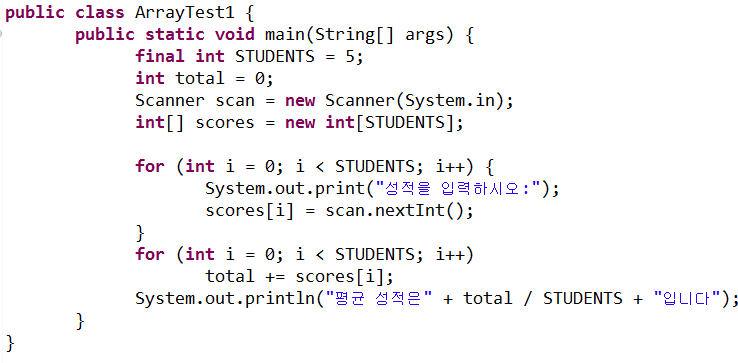 public class ArrayTest1 {
public static void main(String[] args) {
final int STUDENTS = 5;
int total = 0;
Scanner scan = new Scanner(System.in);
int[] scores = new int[STUDENTS];
for (int i = 0; i < STUDENTS; i++) {
System.out.print("성적을 입력하시오:");
scores[i] = scan.nextInt();
}
for (int i = 0; i < STUDENTS; i++)
total += scores[i];
System.out.println("평균 성적은" + total / STUDENTS + "입니다");
}
}